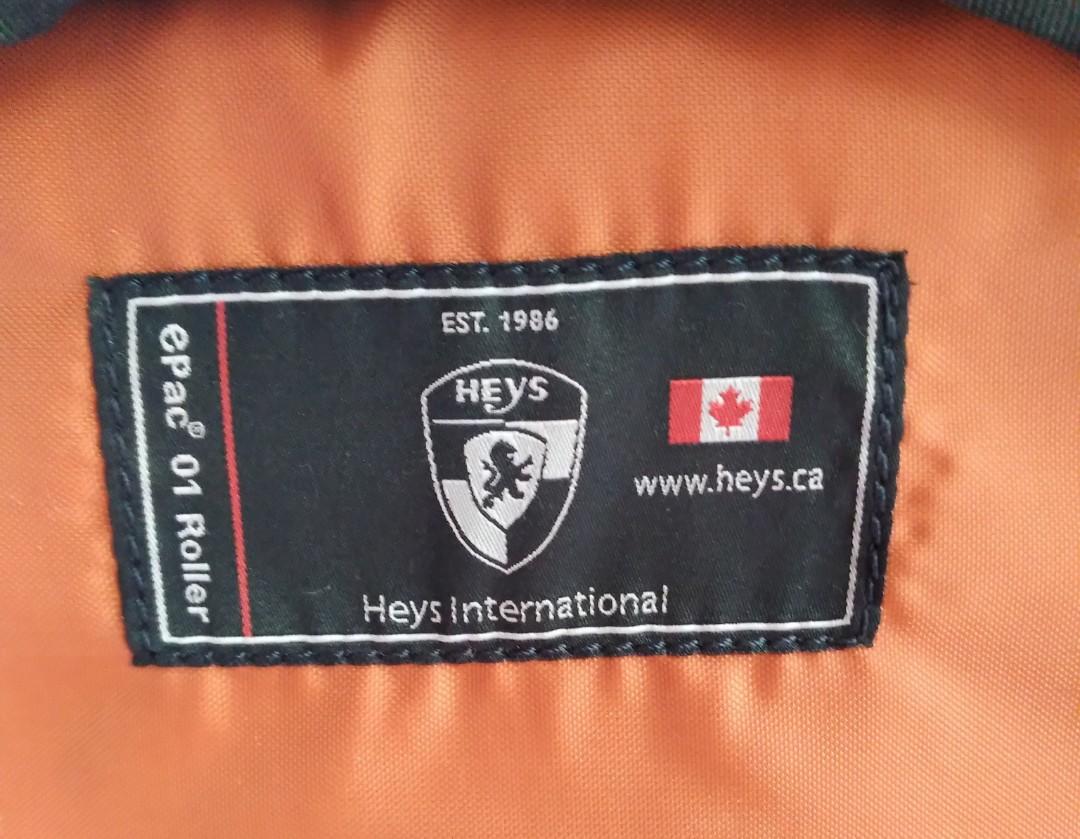 ePac® 01 Roller
EST. 1986
HEYS
www.heys.ca
Heys International